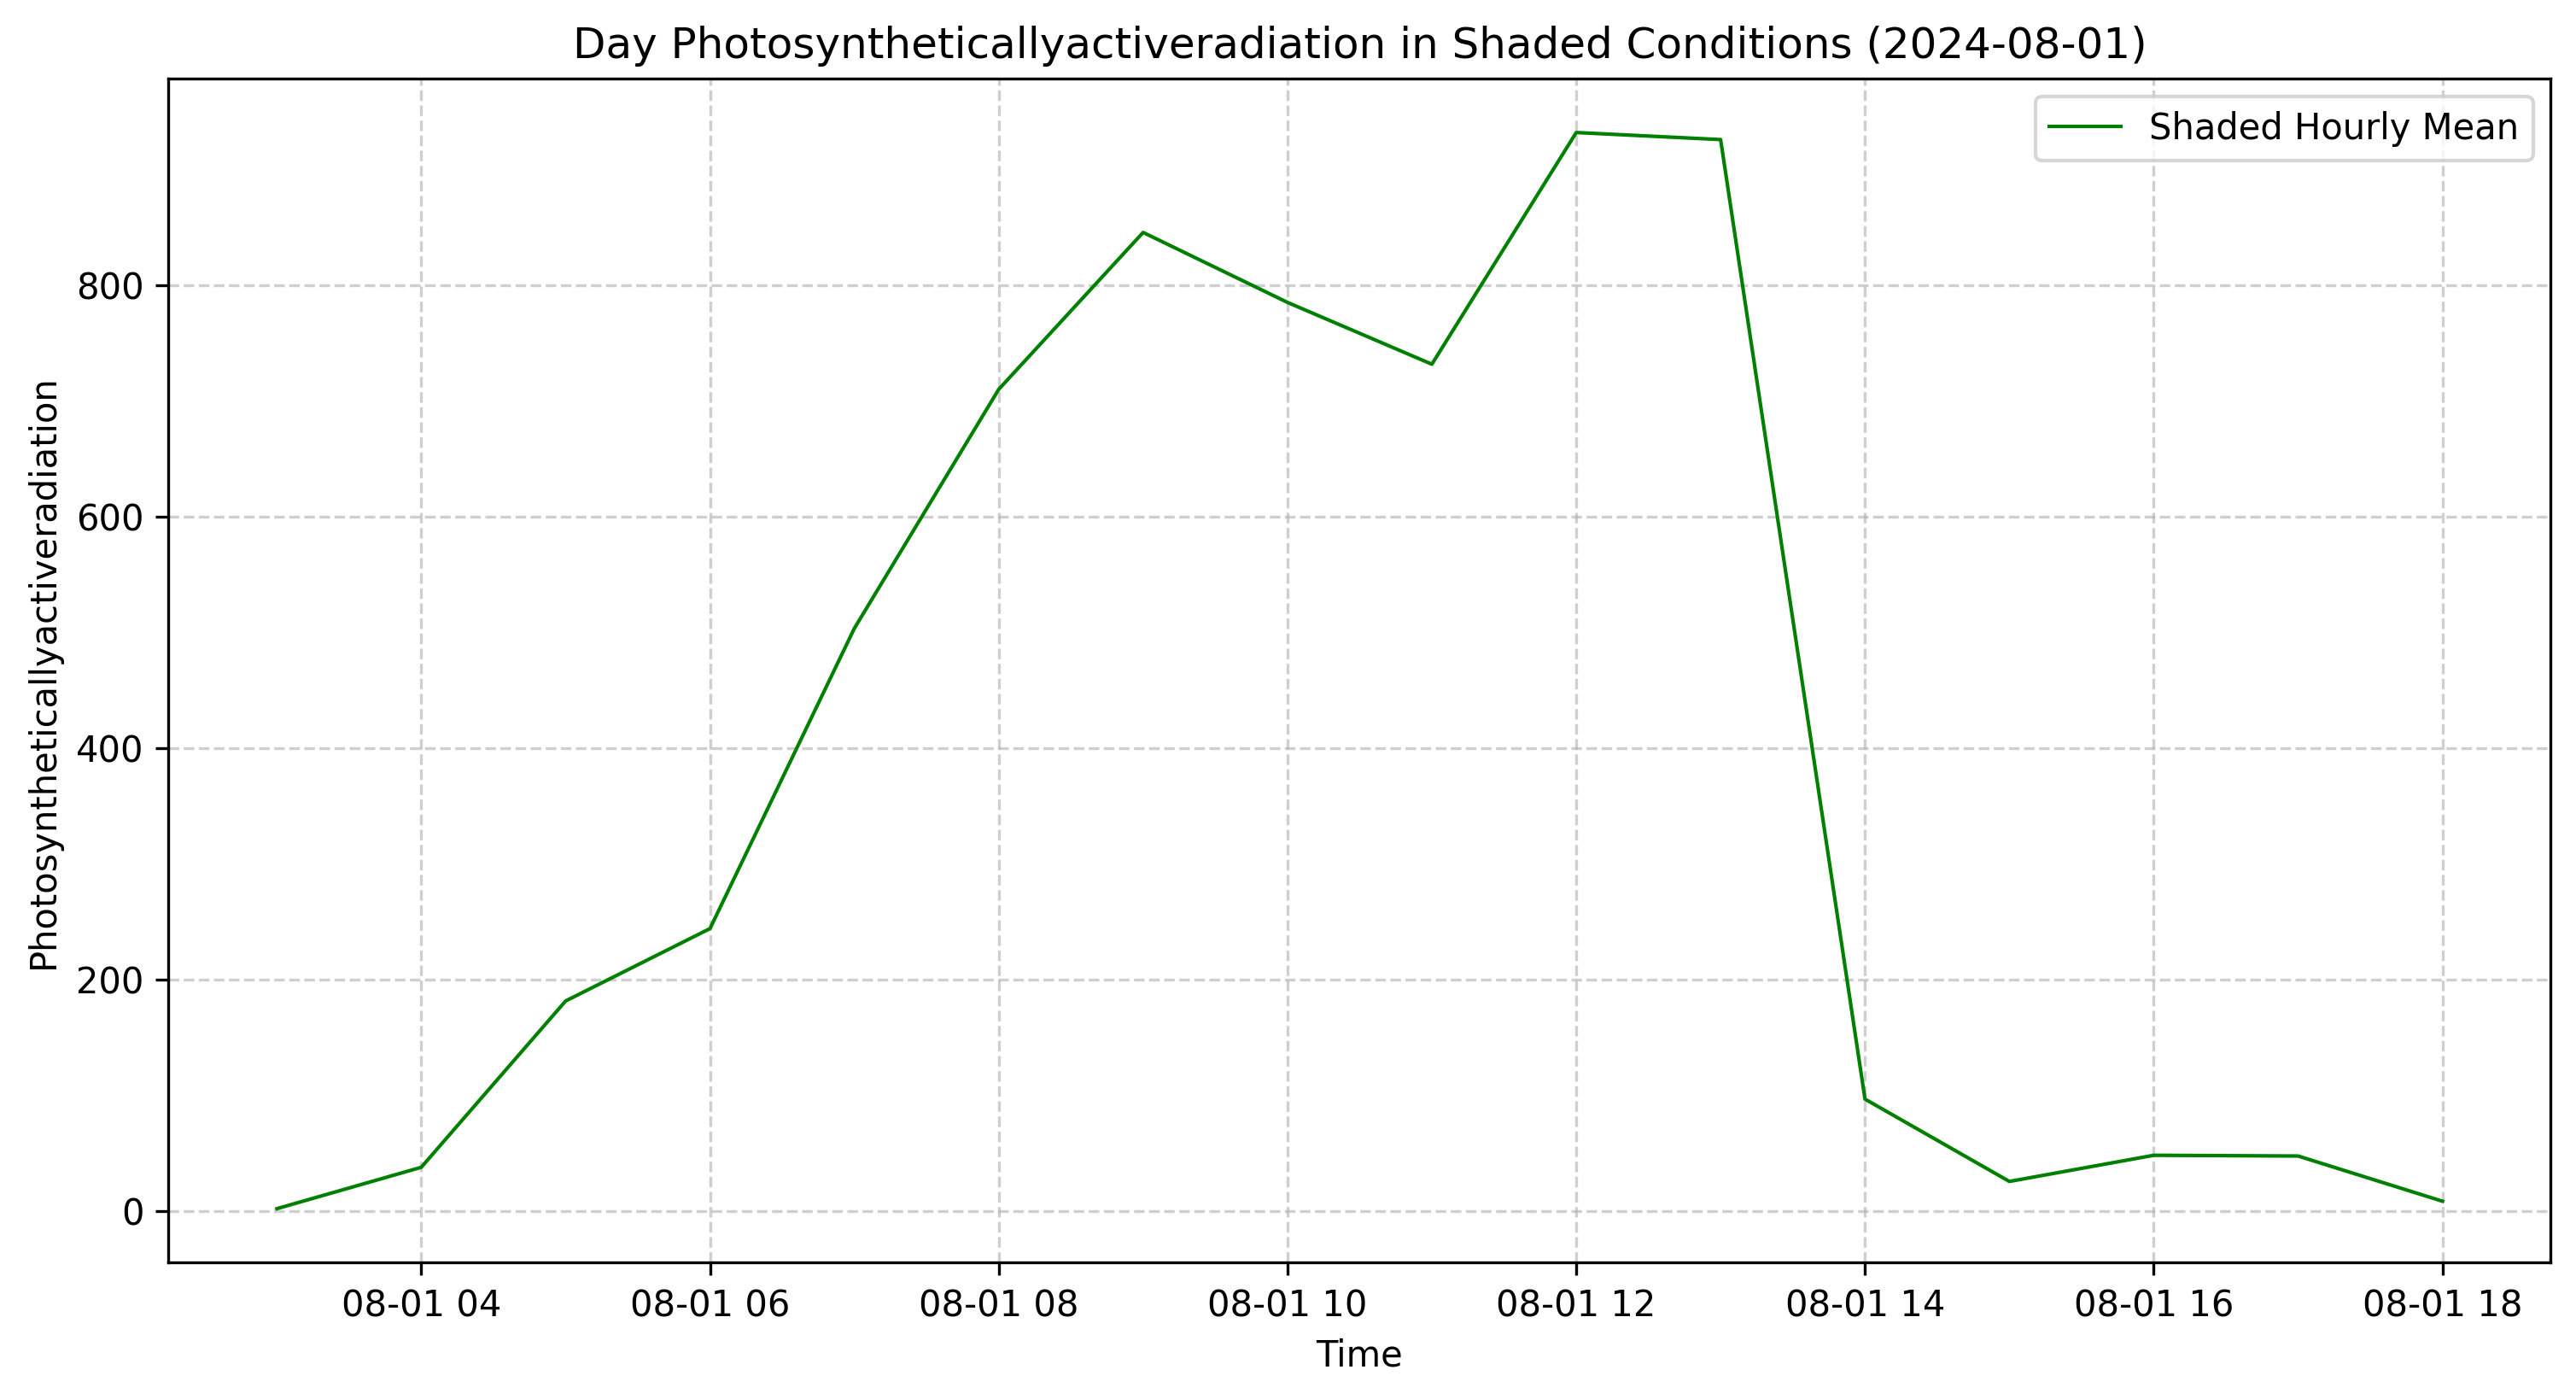 Day Photosyntheticallyactiveradiation in Shaded Conditions (2024-08-01)
Shaded Hourly Mean
Photosyntheticallyactiveradiation
800
600
400
200
0
08-01 04 08-01 06 08-01 08 08-01 10 08-01 12 08-01 14 08-01 16 08-01 18
Time